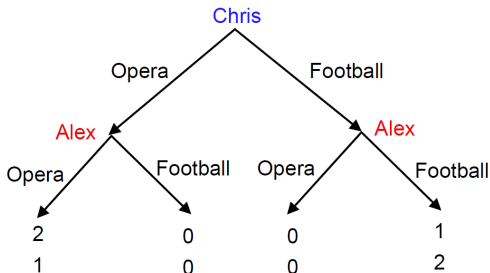 Chris
Opera Football
Alex Alex
Opera Football Opera Football
2 0 0 1
1 0 0 2